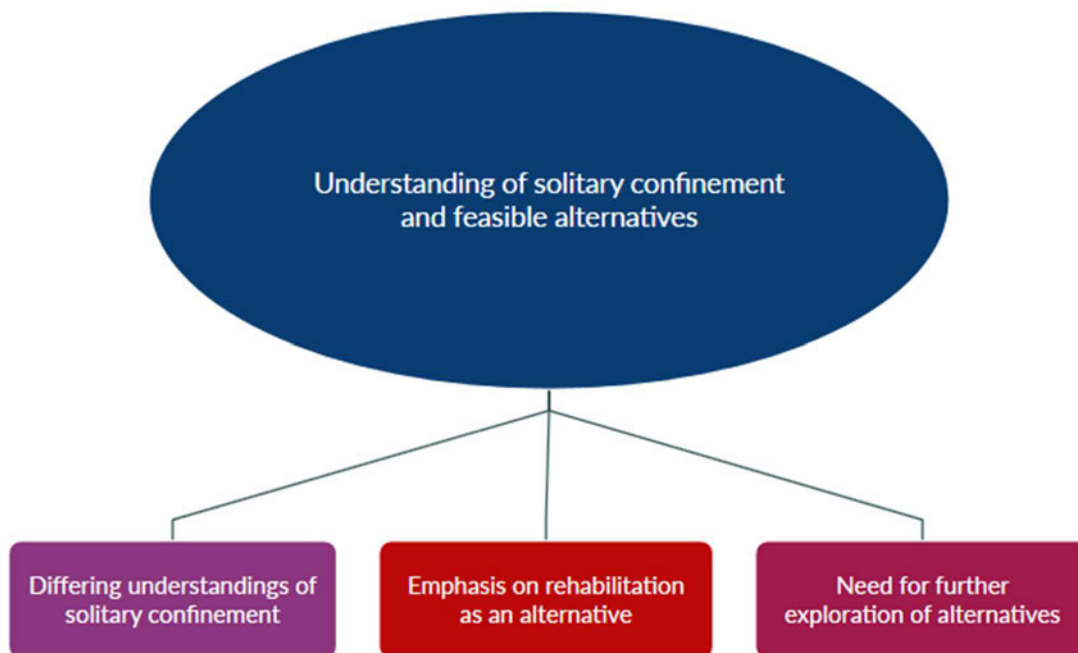 Understanding of solitary confinement
and feasible alternatives
Differing understandings of
solitary confinement
Emphasis on rehabilitation
as an alternative
Need for further
exploration of alternatives